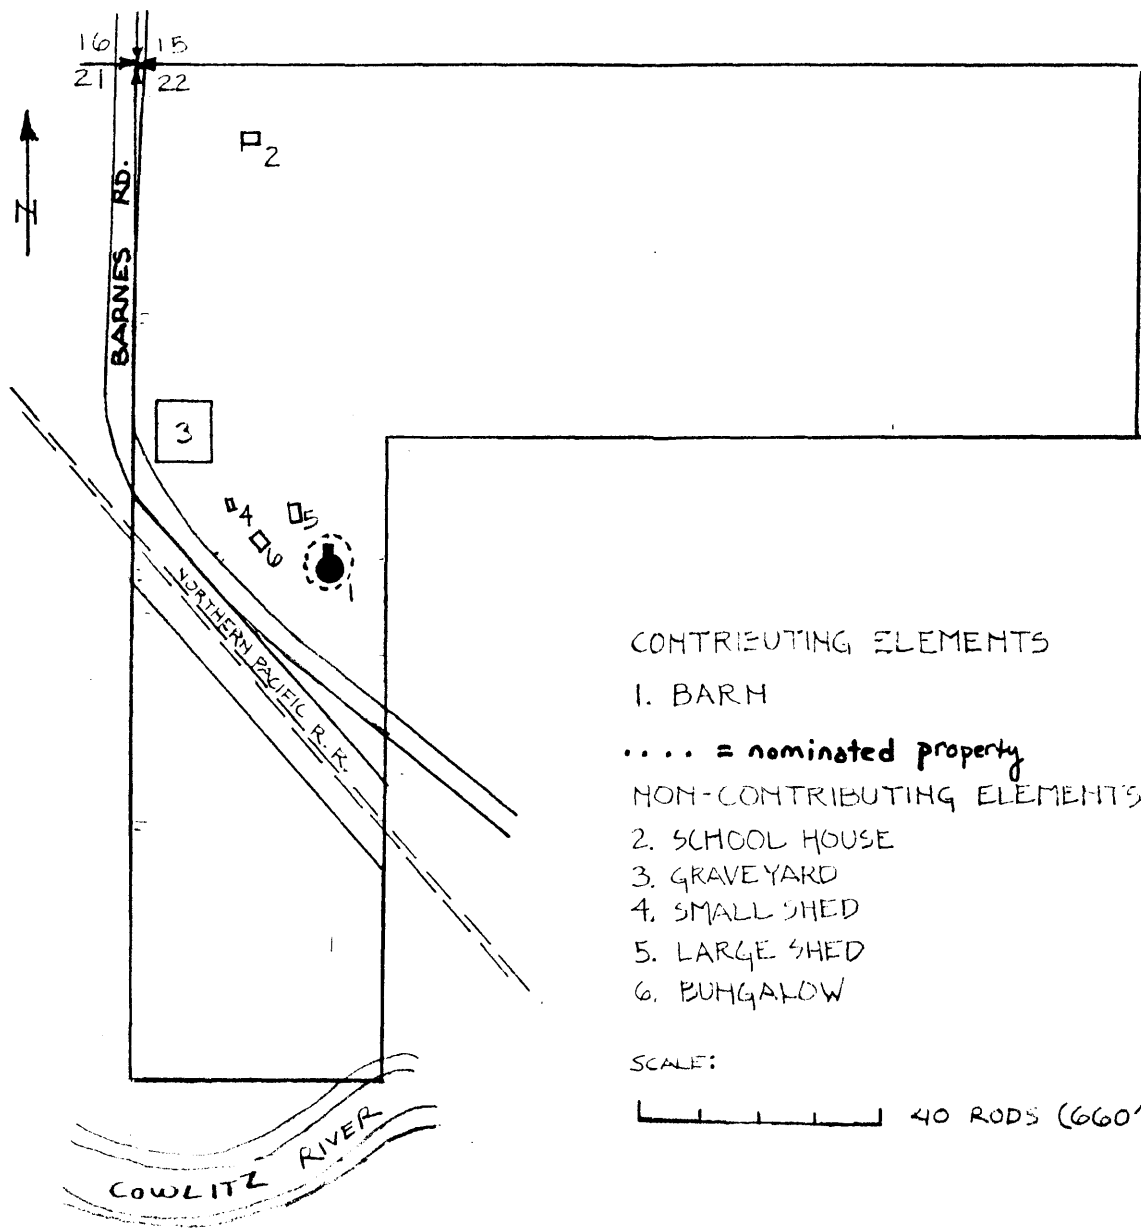 16 15
21 22
N
BARNES RD.
2
3
4
5
6
1
NORTHERN PACIFIC R. R.
CONTRIBUTING ELEMENTS
1. BARN
.... = nominated property
NON-CONTRIBUTING ELEMENTS
2. SCHOOL HOUSE
3. GRAVEYARD
4. SMALL SHED
5. LARGE SHED
6. BUNGALOW
SCALE:
40 RODS (660'
COWLITZ RIVER